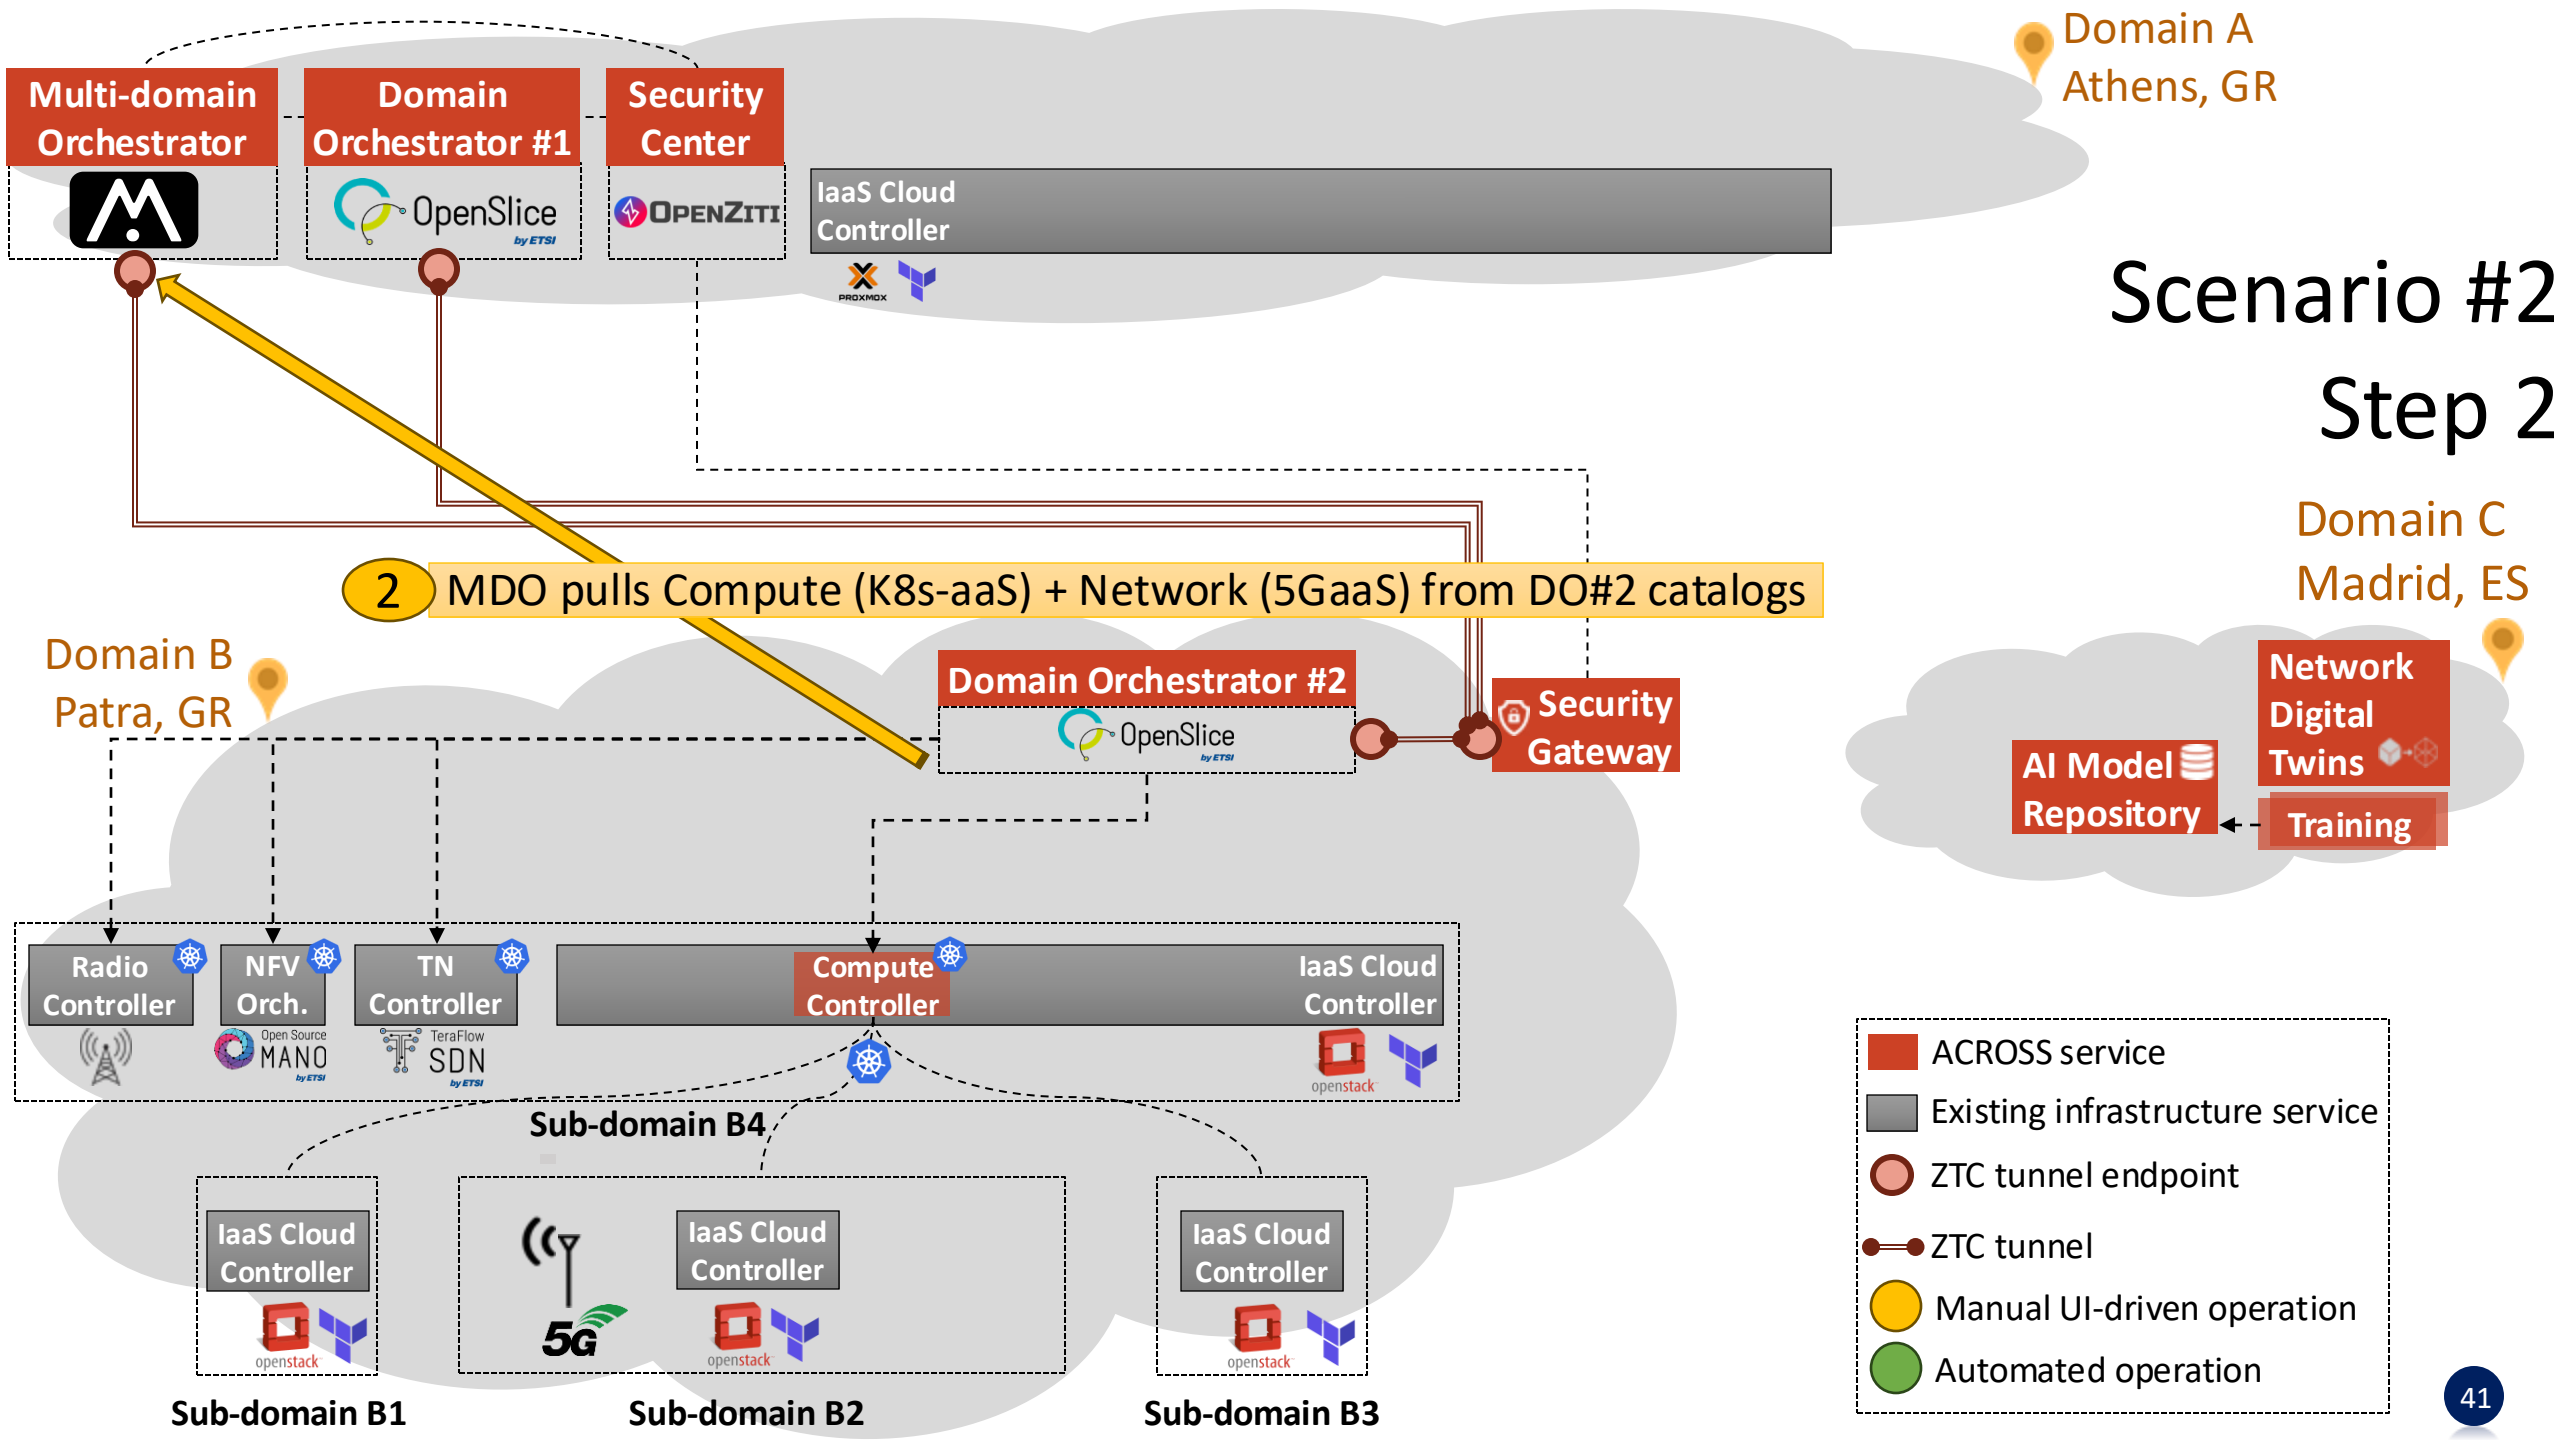 Domain A
Athens, GR
Multi-domain
Orchestrator
Domain
Orchestrator #1
Security
Center
OpenSlice
by ETSI
OPENZITI
IaaS Cloud
Controller
PROXMOX
Scenario #2
Step 2
Domain C
Madrid, ES
2
MDO pulls Compute (K8s-aaS) + Network (5GaaS) from DO#2 catalogs
Domain B
Patra, GR
Domain Orchestrator #2
OpenSlice
by ETSI
Security
Gateway
Network
Digital
Twins
AI Model
Repository
Training
Radio
Controller
NFV
Orch.
TN
Controller
Compute
Controller
IaaS Cloud
Controller
Open Source
MANO
by ETSI
TeraFlow
SDN
by ETSI
openstack
Sub-domain B4
IaaS Cloud
Controller
openstack
Sub-domain B1
5G
IaaS Cloud
Controller
openstack
Sub-domain B2
IaaS Cloud
Controller
openstack
Sub-domain B3
ACROSS service
Existing infrastructure service
ZTC tunnel endpoint
ZTC tunnel
Manual UI-driven operation
Automated operation
41